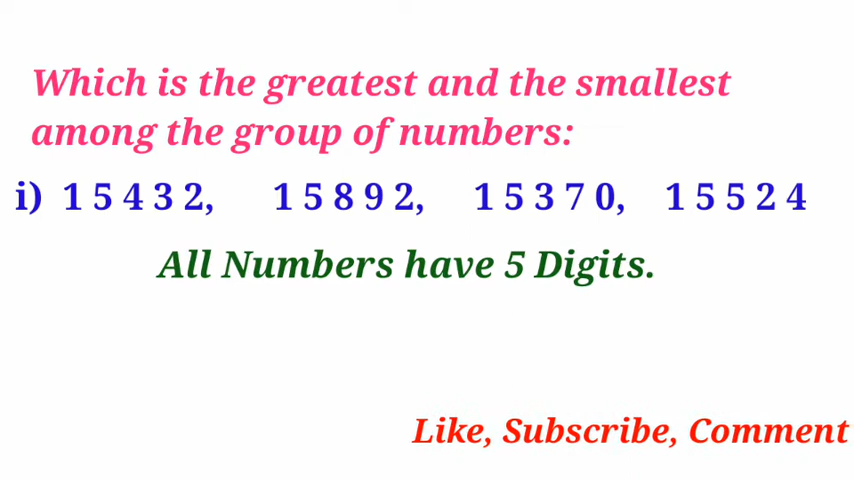 Which is the greatest and the smallest
among the group of numbers:
i) 1 5 4 3 2, 1 5 8 9 2, 1 5 3 7 0, 1 5 5 2 4
All Numbers have 5 Digits.
Like, Subscribe, Comment